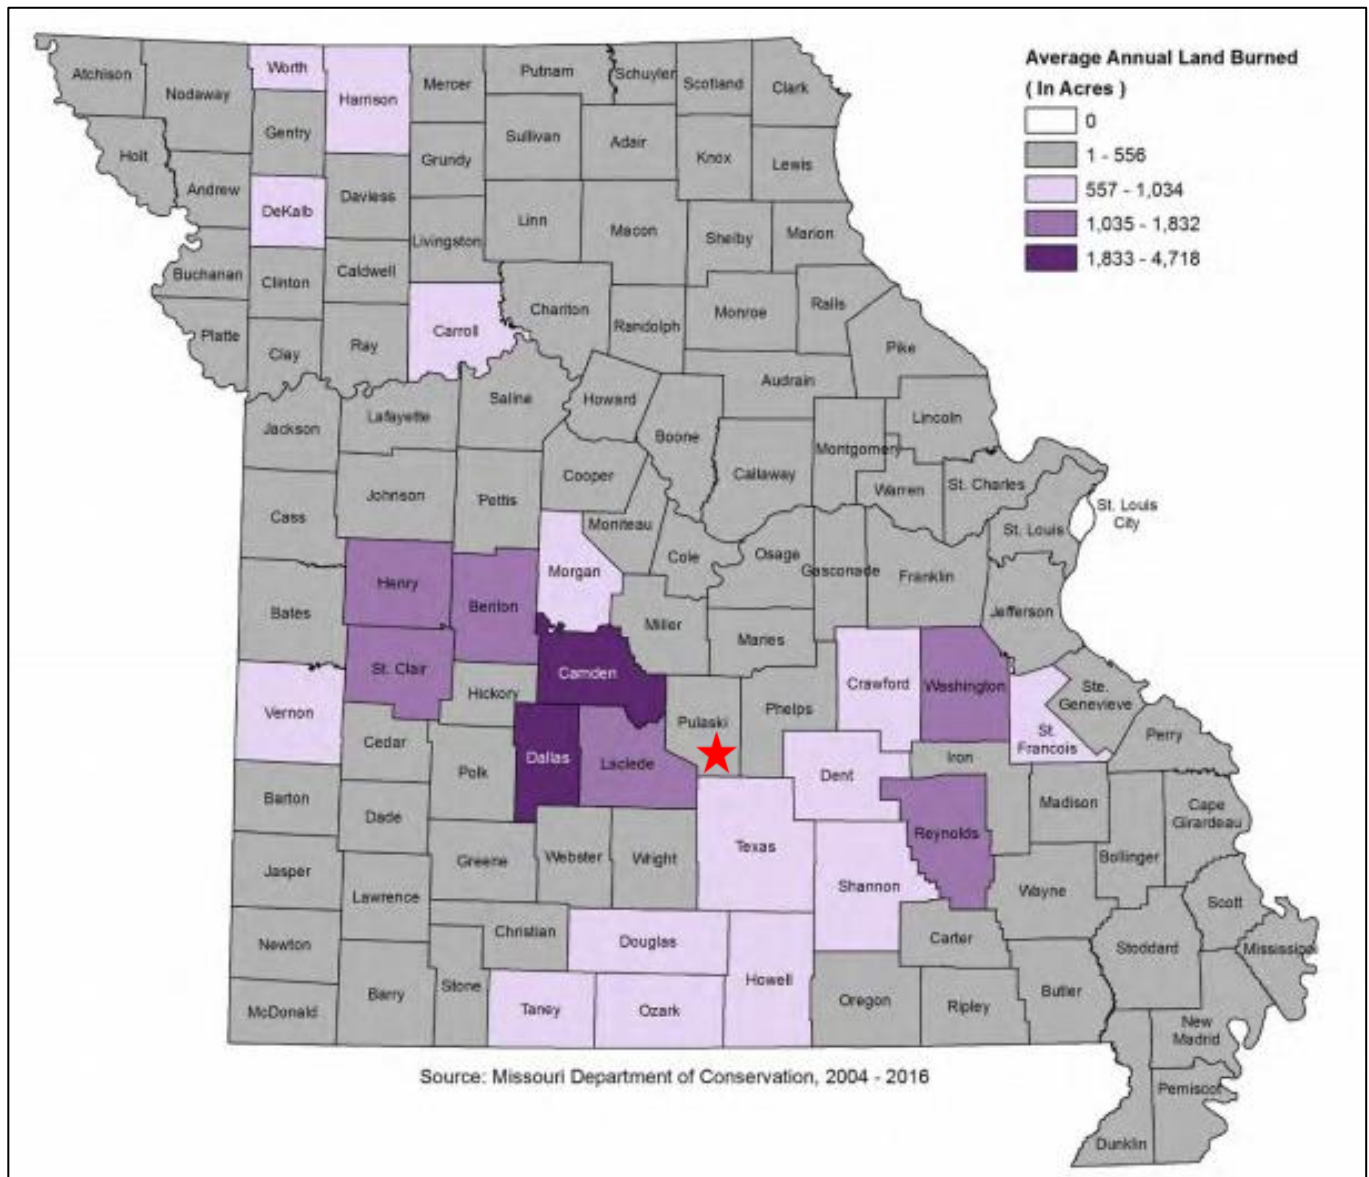 Average Annual Land Burned
( In Acres )
0
1 - 556
557 - 1,034
1,035 - 1,832
1,833 - 4,718
Atchison
Nodaway
Worth
Harrison
Mercer
Putnam
Schuyler
Scotland
Clark
Holt
Gentry
Sullivan
Adair
Knox
Lewis
Andrew
DeKalb
Daviess
Grundy
Linn
Macon
Shelby
Marion
Buchanan
Clinton
Caldwell
Livingston
Chariton
Randolph
Monroe
Ralls
Platte
Clay
Ray
Carroll
Pike
Audrain
Jackson
Lafayette
Saline
Howard
Boone
Callaway
Montgomery
Lincoln
Cass
Johnson
Pettis
Cooper
Moniteau
Warren
St. Charles
St. Louis
St. Louis
City
Cole
Osage
Gasconade
Franklin
Jefferson
Bates
Henry
Benton
Morgan
Miller
Maries
Vernon
St. Clair
Hickory
Camden
Pulaski
Phelps
Crawford
Washington
St.
Francois
Ste.
Genevieve
Perry
Cedar
Polk
Dallas
Laclede
Dent
Iron
Madison
Cape
Girardeau
Barton
Dade
Greene
Webster
Wright
Texas
Shannon
Reynolds
Wayne
Bollinger
Scott
Jasper
Lawrence
Christian
Douglas
Howell
Carter
Stoddard
Mississippi
Newton
McDonald
Barry
Stone
Taney
Ozark
Oregon
Ripley
Butler
New
Madrid
Pemiscot
Dunklin
Source: Missouri Department of Conservation, 2004 - 2016